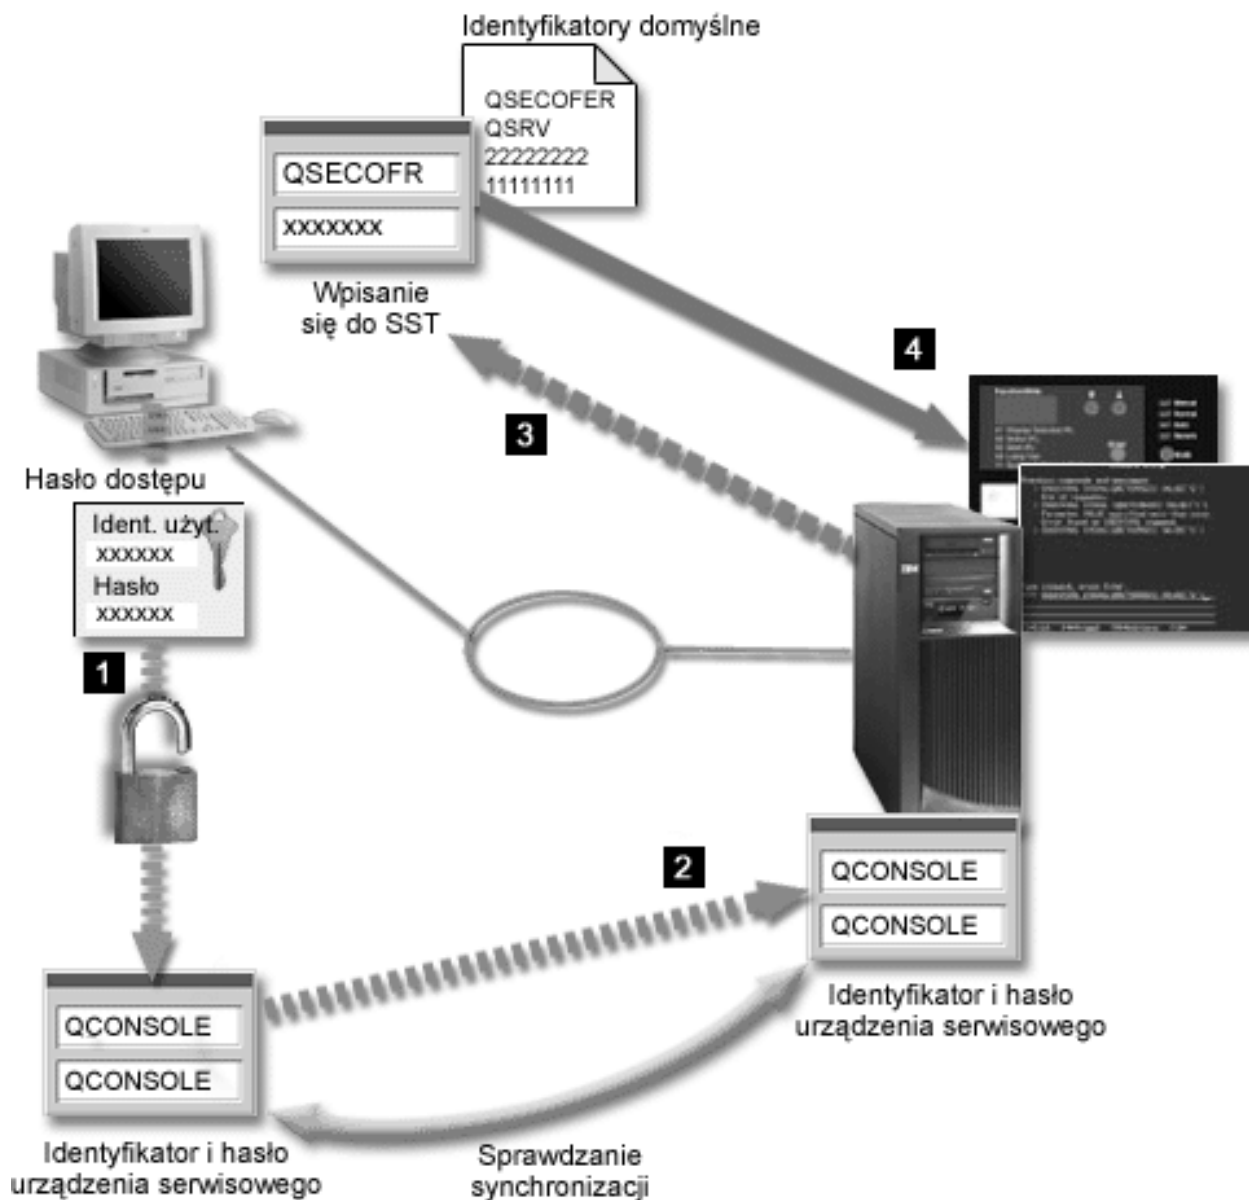 Identyfikatory domyślne
QSECOFER
QSRV
22222222
11111111
QSECOFR
xxxxxxx
Wpisanie
się do SST
4
3
Hasło dostępu
Ident. użyt.
xxxxxx
Hasło
xxxxxx
IBM
1
2
QCONSOLE
QCONSOLE
Identyfikator i hasło
urządzenia serwisowego
QCONSOLE
QCONSOLE
Identyfikator i hasło
urządzenia serwisowego
Sprawdzanie
synchronizacji